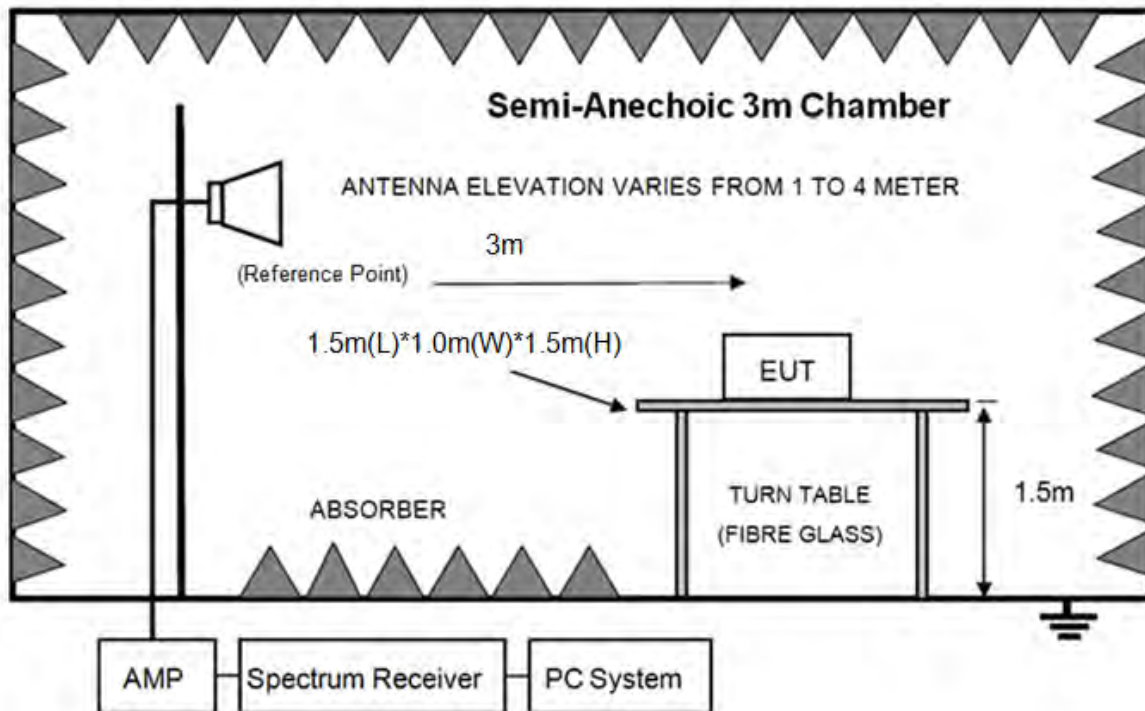 Semi-Anechoic 3m Chamber
ANTENNA ELEVATION VARIES FROM 1 TO 4 METER
3m
(Reference Point)
1.5m(L)*1.0m(W)*1.5m(H)
EUT
ABSORBER
TURN TABLE
(FIBRE GLASS)
1.5m
AMP
Spectrum Receiver
PC System